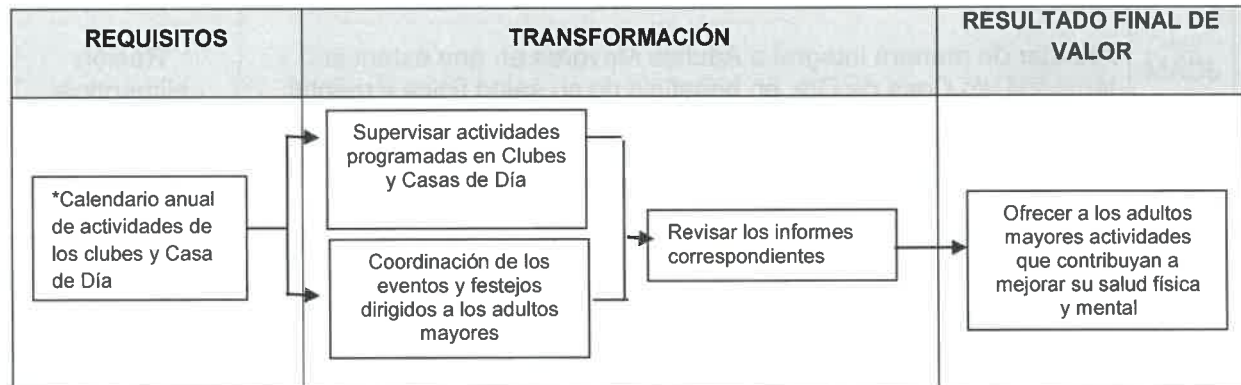 REQUISITOS
TRANSFORMACIÓN
RESULTADO FINAL DE
VALOR
*Calendario anual
de actividades de
los clubes y Casa
de Día
Supervisar actividades
programadas en Clubes
y Casas de Día
Coordinación de los
eventos y festejos
dirigidos a los adultos
mayores
Revisar los informes
correspondientes
Ofrecer a los adultos
mayores actividades
que contribuyan a
mejorar su salud física
y mental